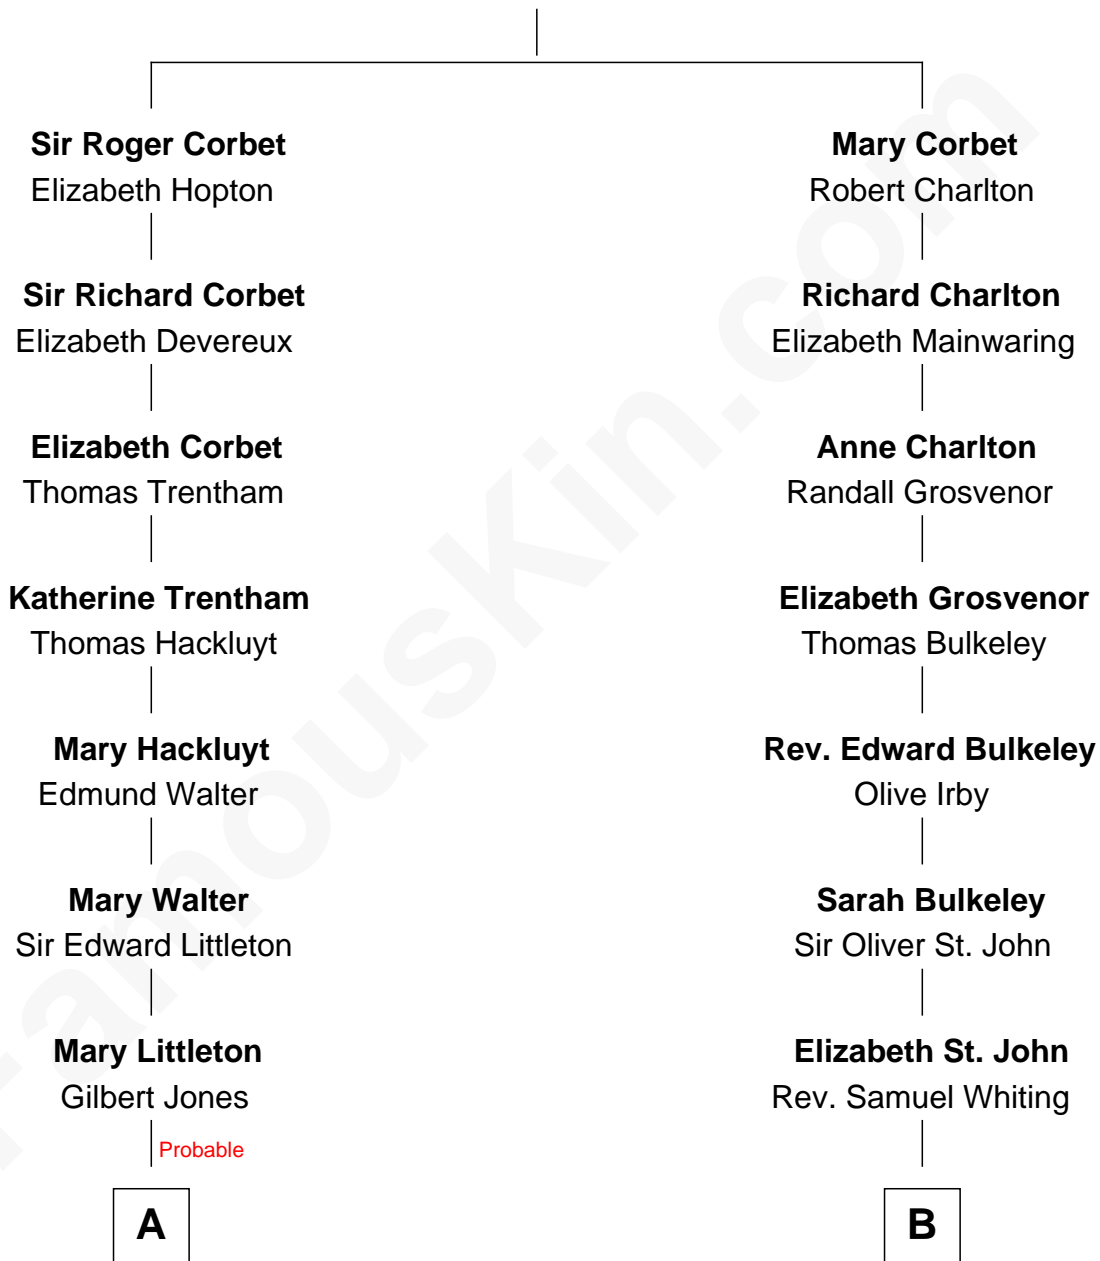 Sir Roger Corbet
Elizabeth Hopton
Sir Richard Corbet
Elizabeth Devereux
Elizabeth Corbet
Thomas Trentham
Katherine Trentham
Thomas Hackluyt
Mary Hackluyt
Edmund Walter
Mary Walter
Sir Edward Littleton
Mary Littleton
Gilbert Jones
Probable
A
Mary Corbet
Robert Charlton
Richard Charlton
Elizabeth Mainwaring
Anne Charlton
Randall Grosvenor
Elizabeth Grosvenor
Thomas Bulkeley
Rev. Edward Bulkeley
Olive Irby
Sarah Bulkeley
Sir Oliver St. John
Elizabeth St. John
Rev. Samuel Whiting
B
FamousKin.com